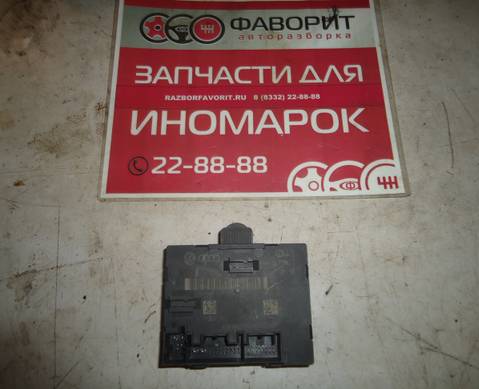 ФАВОРИТ
авторазборка
ЗАПЧАСТИ ДЛЯ
RAZBORFAVORIT.RU 8 (8332) 22-88-88
ИНОМАРОК
22-88-88